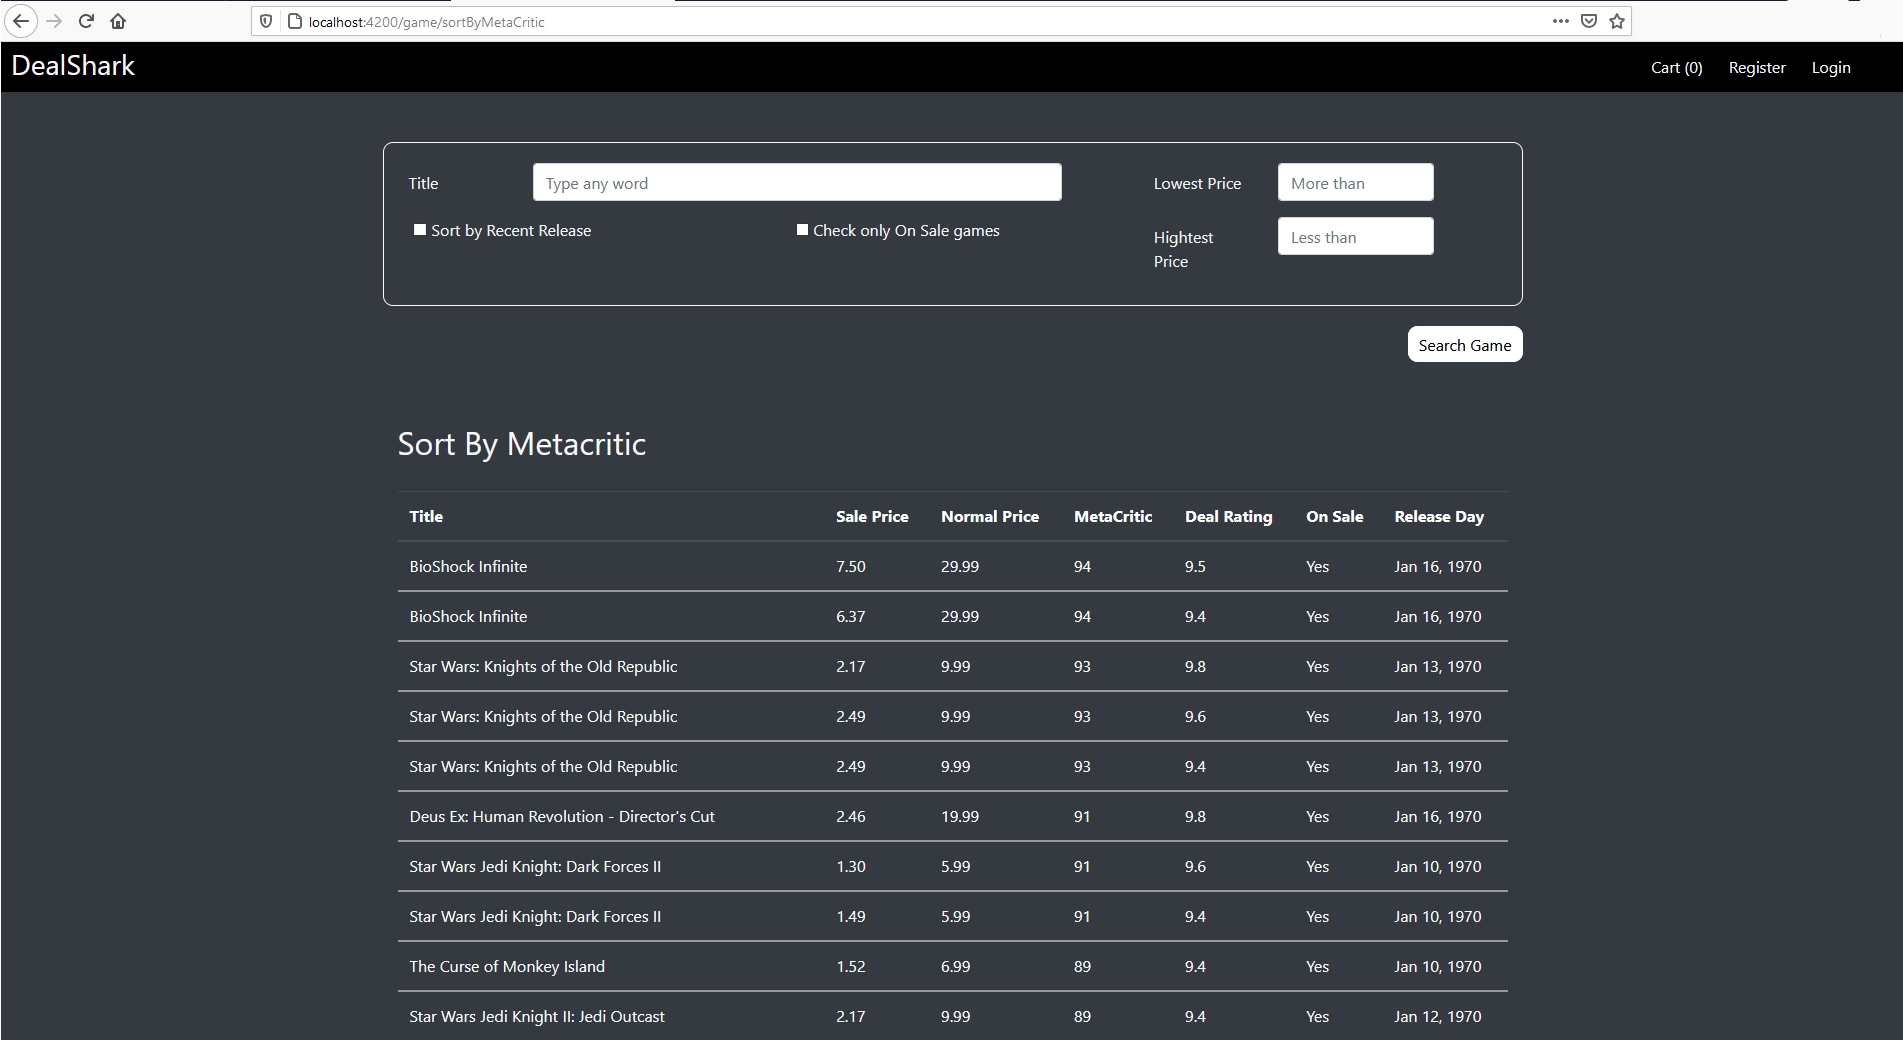 localhost:4200/game/sortByMetaCritic
DealShark Cart (0) Register Login
Title Type any word Lowest Price More than
Sort by Recent Release Check only On Sale games Hightest Price Less than
Search Game
Sort By Metacritic
Title Sale Price Normal Price MetaCritic Deal Rating On Sale Release Day
BioShock Infinite 7.50 29.99 94 9.5 Yes Jan 16, 1970
BioShock Infinite 6.37 29.99 94 9.4 Yes Jan 16, 1970
Star Wars: Knights of the Old Republic 2.17 9.99 93 9.8 Yes Jan 13, 1970
Star Wars: Knights of the Old Republic 2.49 9.99 93 9.6 Yes Jan 13, 1970
Star Wars: Knights of the Old Republic 2.49 9.99 93 9.4 Yes Jan 13, 1970
Deus Ex: Human Revolution - Director's Cut 2.46 19.99 91 9.8 Yes Jan 16, 1970
Star Wars Jedi Knight: Dark Forces II 1.30 5.99 91 9.6 Yes Jan 10, 1970
Star Wars Jedi Knight: Dark Forces II 1.49 5.99 91 9.4 Yes Jan 10, 1970
The Curse of Monkey Island 1.52 6.99 89 9.4 Yes Jan 10, 1970
Star Wars Jedi Knight II: Jedi Outcast 2.17 9.99 89 9.4 Yes Jan 12, 1970